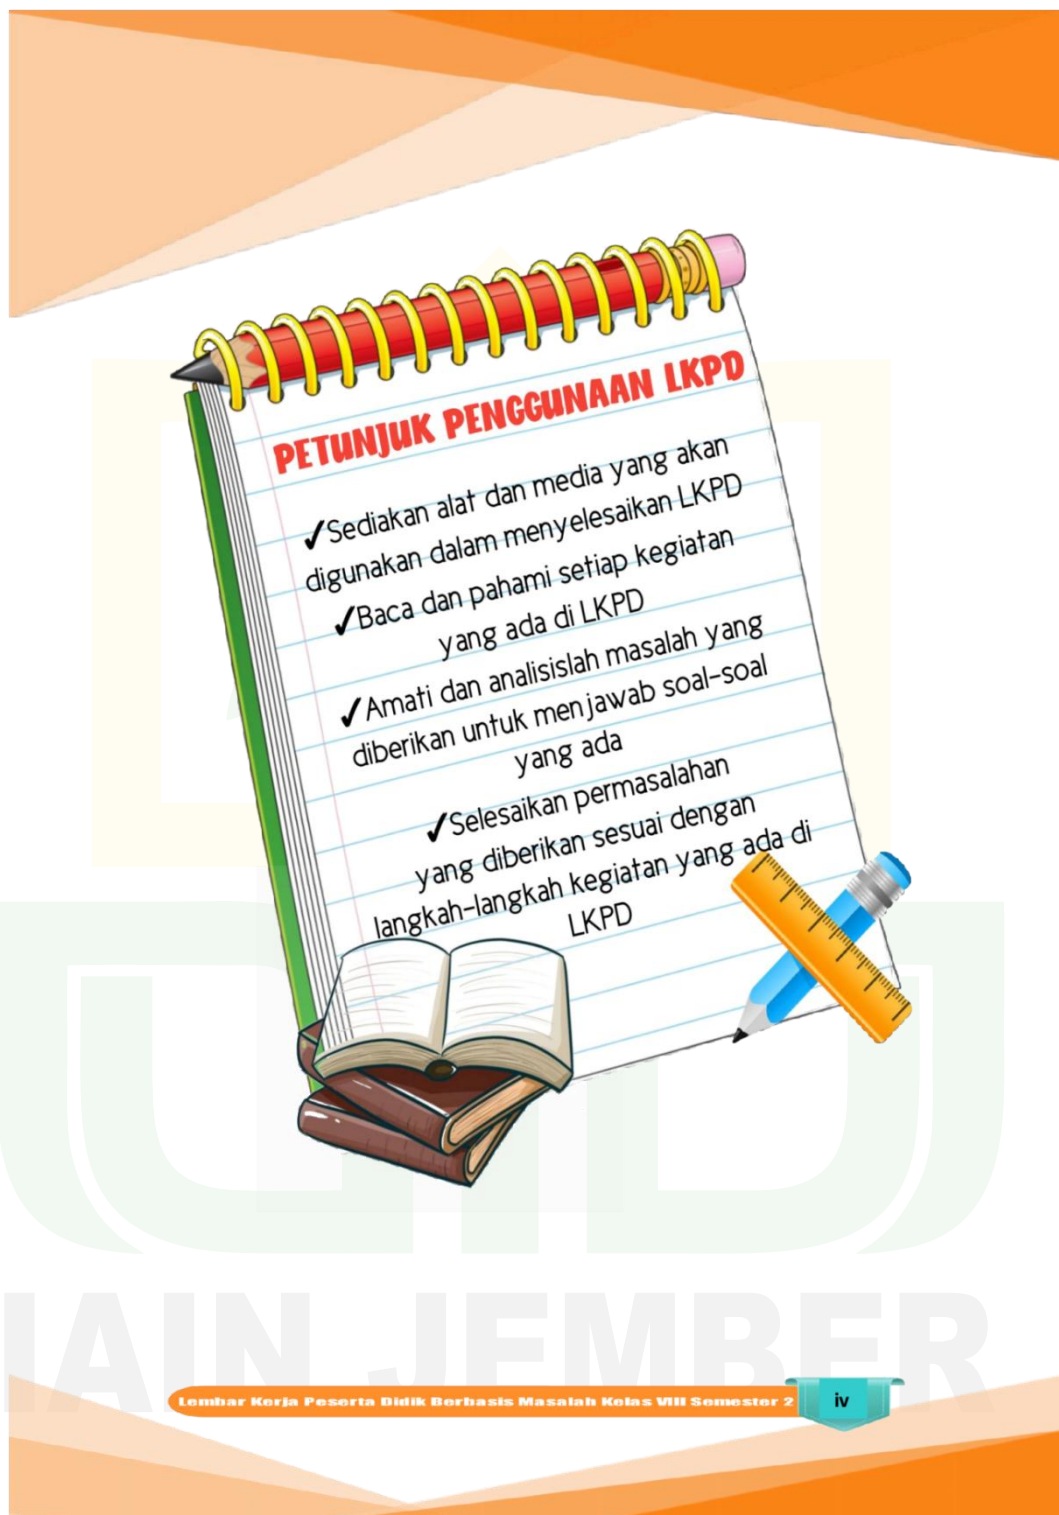 PETUNJUK PENGGUNAAN LKPD
✓Sediakan alat dan media yang akan
digunakan dalam menyelesaikan LKPD
✓Baca dan pahami setiap kegiatan
yang ada di LKPD
✓Amati dan analisislah masalah yang
diberikan untuk menjawab soal-soal
yang ada
✓Selesaikan permasalahan
yang diberikan sesuai dengan
langkah-langkah kegiatan yang ada di
LKPD
IAIN JEMBER
Lembar Kerja Peserta Didik Berbasis Masalah Kelas VIII Semester 2
iv